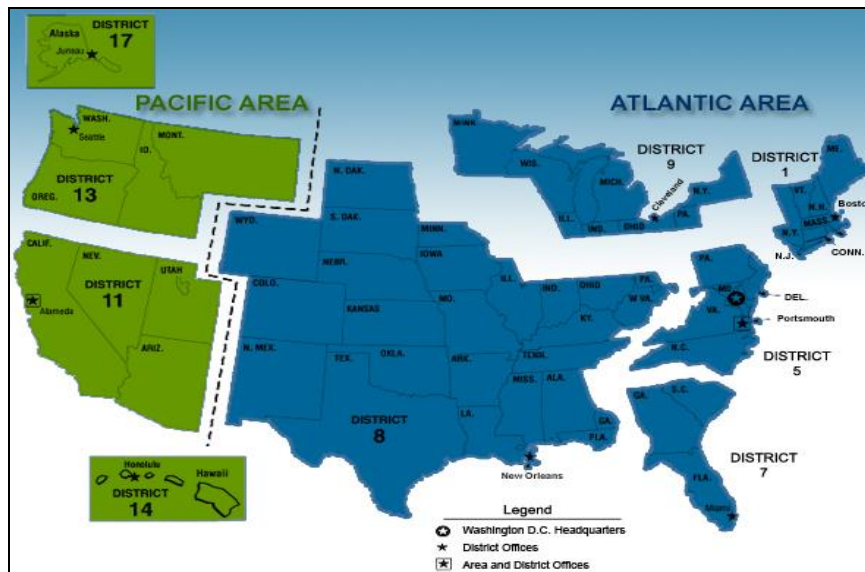 Alaska
DISTRICT
17
Juneau
PACIFIC AREA
ATLANTIC AREA
WASH.
Seattle
MONT.
ID.
DISTRICT
13
OREG.
CALIF.
NEV.
UTAH
DISTRICT
11
Alameda
ARIZ.
Honolulu
Hawaii
DISTRICT
14
N. DAK.
WYO.
S. DAK.
MINN.
NEBR.
IOWA
COLO.
ILL.
IND.
OHIO
PA.
W VA.
KANSAS
MO.
KY.
N. MEX.
TEX.
OKLA.
ARK.
TENN.
MISS.
ALA.
LA.
GA.
FLA.
DISTRICT
8
New Orleans
MINN.
WIS.
MICH.
DISTRICT
9
Cleveland
N.Y.
ILL.
IND.
OHIO
PA.
DISTRICT
1
ME.
VT.
N.H.
Boston
MASS.
N.Y.
N.J.
CONN.
PA.
MD.
DEL.
VA.
Portsmouth
N.C.
DISTRICT
5
GA.
S.C.
FLA.
DISTRICT
7
Miami
Legend
Washington D.C. Headquarters
District Offices
Area and District Offices